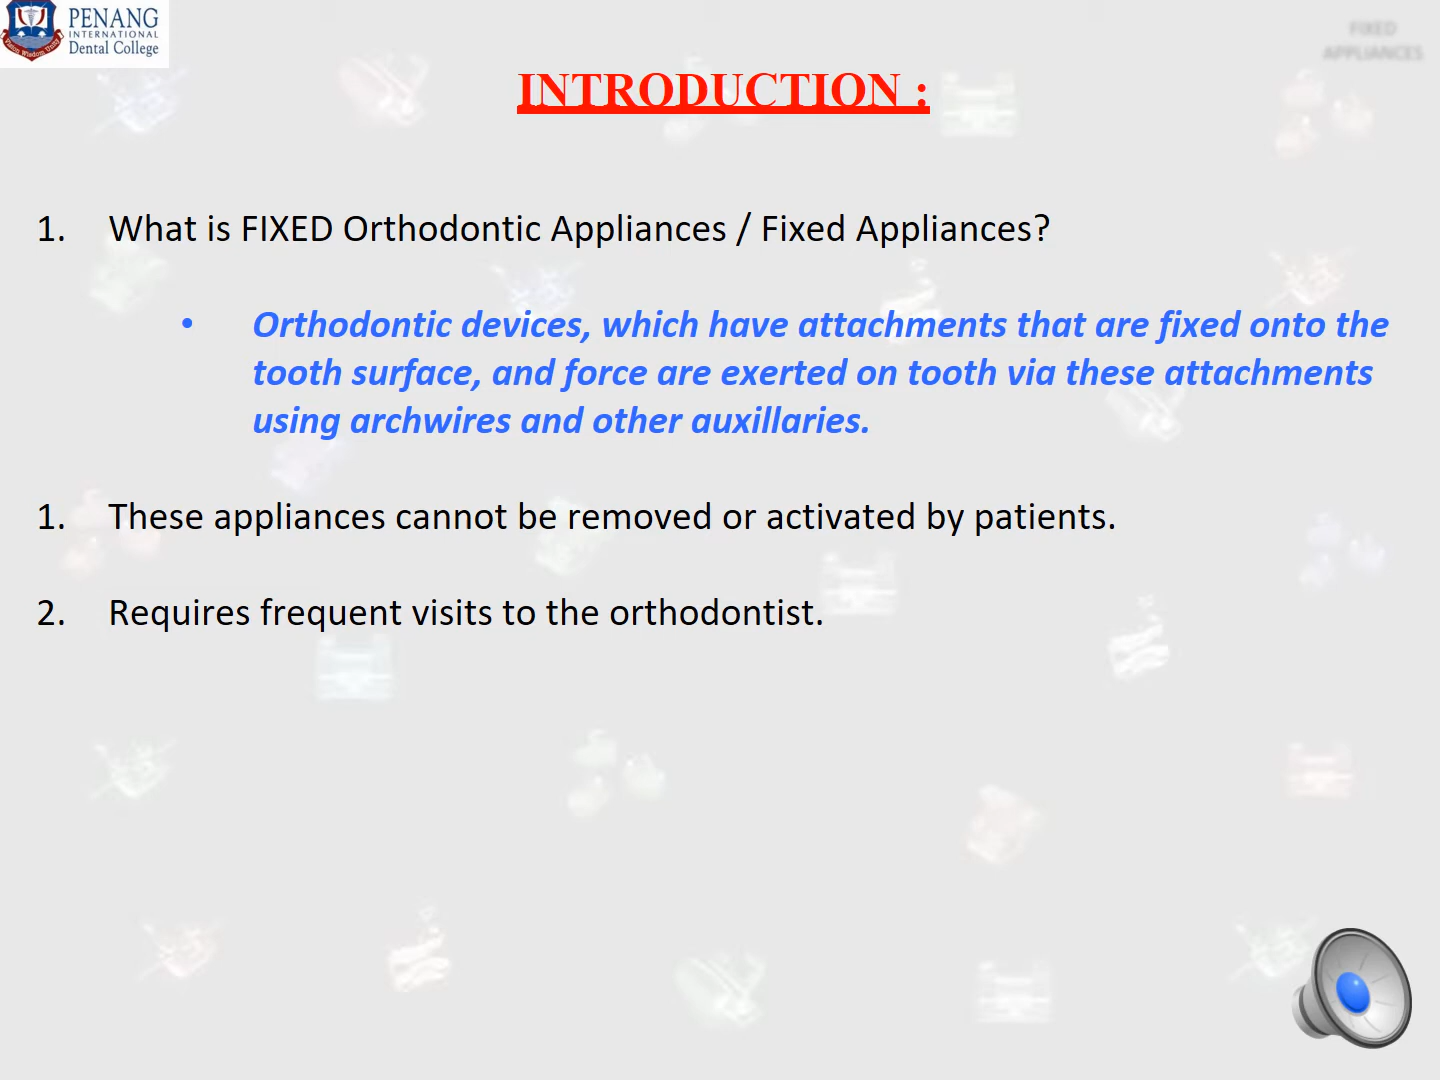 PENANG
INTERNATIONAL
Dental College
Vision Wisdom Unity
FIXED
APPLIANCES
INTRODUCTION :
1. What is FIXED Orthodontic Appliances / Fixed Appliances?
• Orthodontic devices, which have attachments that are fixed onto the
tooth surface, and force are exerted on tooth via these attachments
using archwires and other auxillaries.
1. These appliances cannot be removed or activated by patients.
2. Requires frequent visits to the orthodontist.